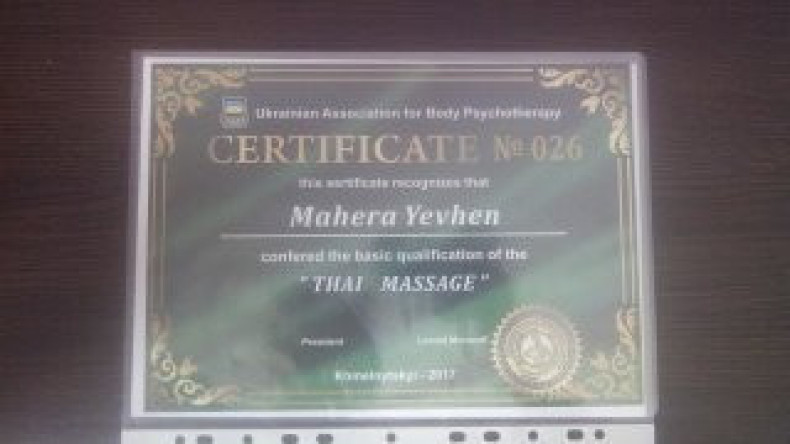 Ukrainian Association for Body Psychotherapy
CERTIFICATE № 026
this certificate recognizes that
Mahera Yevhen
confered the basic qualification of the
"THAI MASSAGE"
President
Khmelnytskyi - 2017